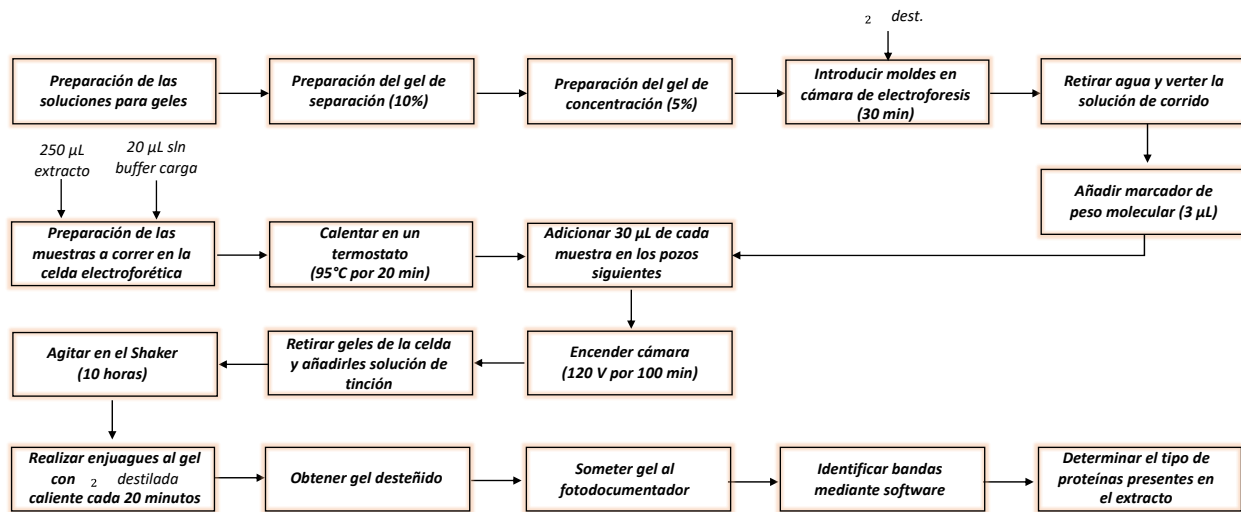 2 dest.
Preparación de las
soluciones para geles
Preparación del gel de
separación (10%)
Preparación del gel de
concentración (5%)
Introducir moldes en
cámara de electroforesis
(30 min)
Retirar agua y verter la
solución de corrido
250 µL
extracto
20 µL sln
buffer carga
Añadir marcador de
peso molecular (3 µL)
Preparación de las
muestras a correr en la
celda electroforética
Calentar en un
termostato
(95°C por 20 min)
Adicionar 30 µL de cada
muestra en los pozos
siguientes
Agitar en el Shaker
(10 horas)
Retirar geles de la celda
y añadirles solución de
tinción
Encender cámara
(120 V por 100 min)
Realizar enjuagues al gel
con 2 destilada
caliente cada 20 minutos
Obtener gel desteñido
Someter gel al
fotodocumentador
Identificar bandas
mediante software
Determinar el tipo de
proteínas presentes en
el extracto